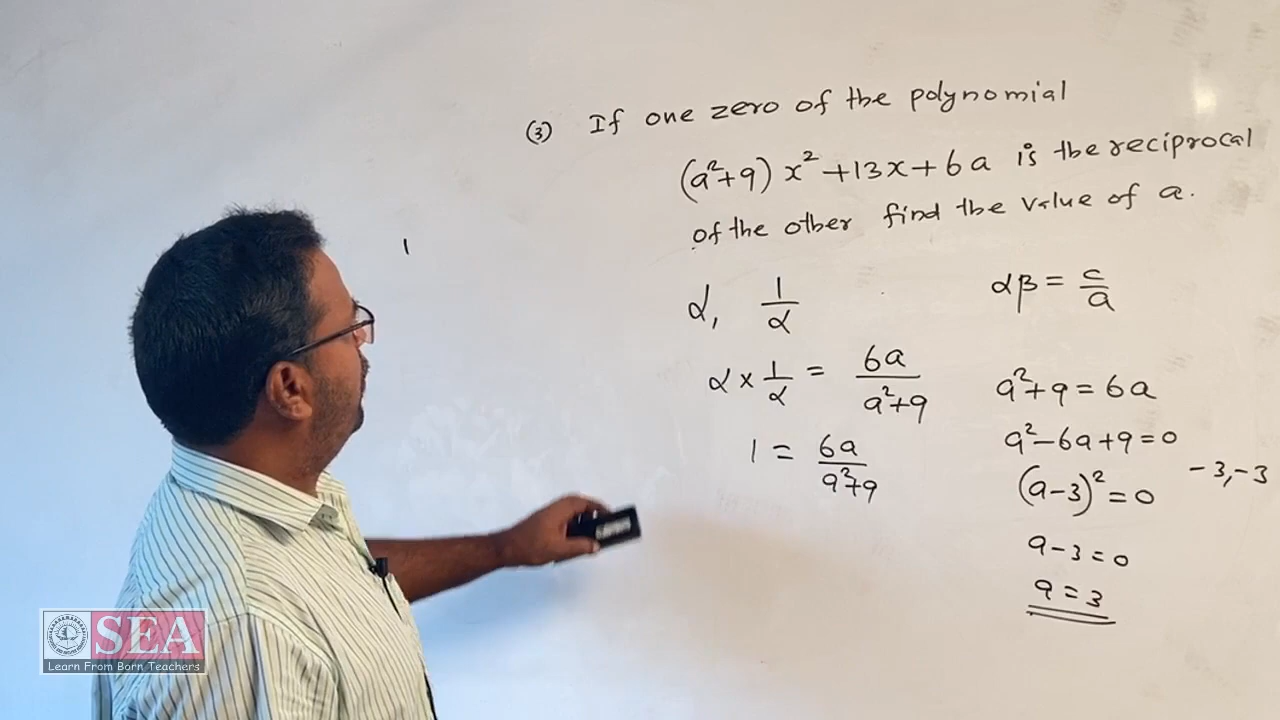 (3) If one zero of the polynomial
(a²+9) x² +13x+6a is the reciprocal
of the other find the value of a.
α, 1/α
αβ = c/a
α × 1/α = 6a/(a²+9)
a²+9 = 6a
1 = 6a/(a²+9)
a²-6a+9=0
-3,-3
(a-3)² = 0
a-3=0
a = 3
1
SEA
Learn From Born Teachers